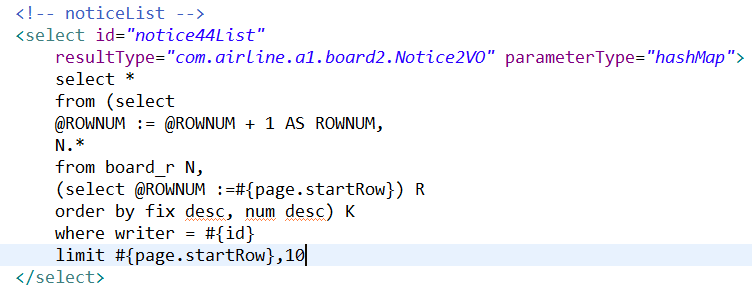 <!-- noticeList -->
<select id="notice44List"
resultType="com.airline.a1.board2.Notice2VO" parameterType="hashMap">
select *
from (select
@ROWNUM := @ROWNUM + 1 AS ROWNUM,
N.*
from board_r N,
(select @ROWNUM :=#{page.startRow}) R
order by fix desc, num desc) K
where writer = #{id}
limit #{page.startRow},10
</select>